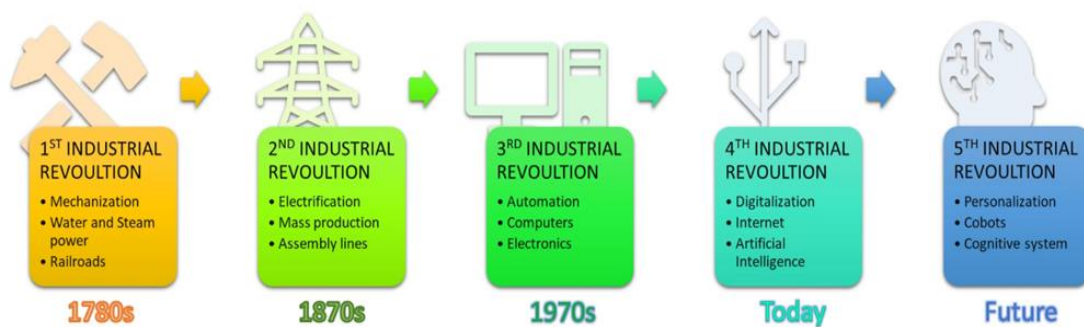 1ST INDUSTRIAL
REVOULTION
• Mechanization
• Water and Steam
power
• Railroads
1780s
2ND INDUSTRIAL
REVOULTION
• Electrification
• Mass production
• Assembly lines
1870s
3RD INDUSTRIAL
REVOULTION
• Automation
• Computers
• Electronics
1970s
4TH INDUSTRIAL
REVOULTION
• Digitalization
• Internet
• Artificial
Intelligence
Today
5TH INDUSTRIAL
REVOULTION
• Personalization
• Cobots
• Cognitive system
Future